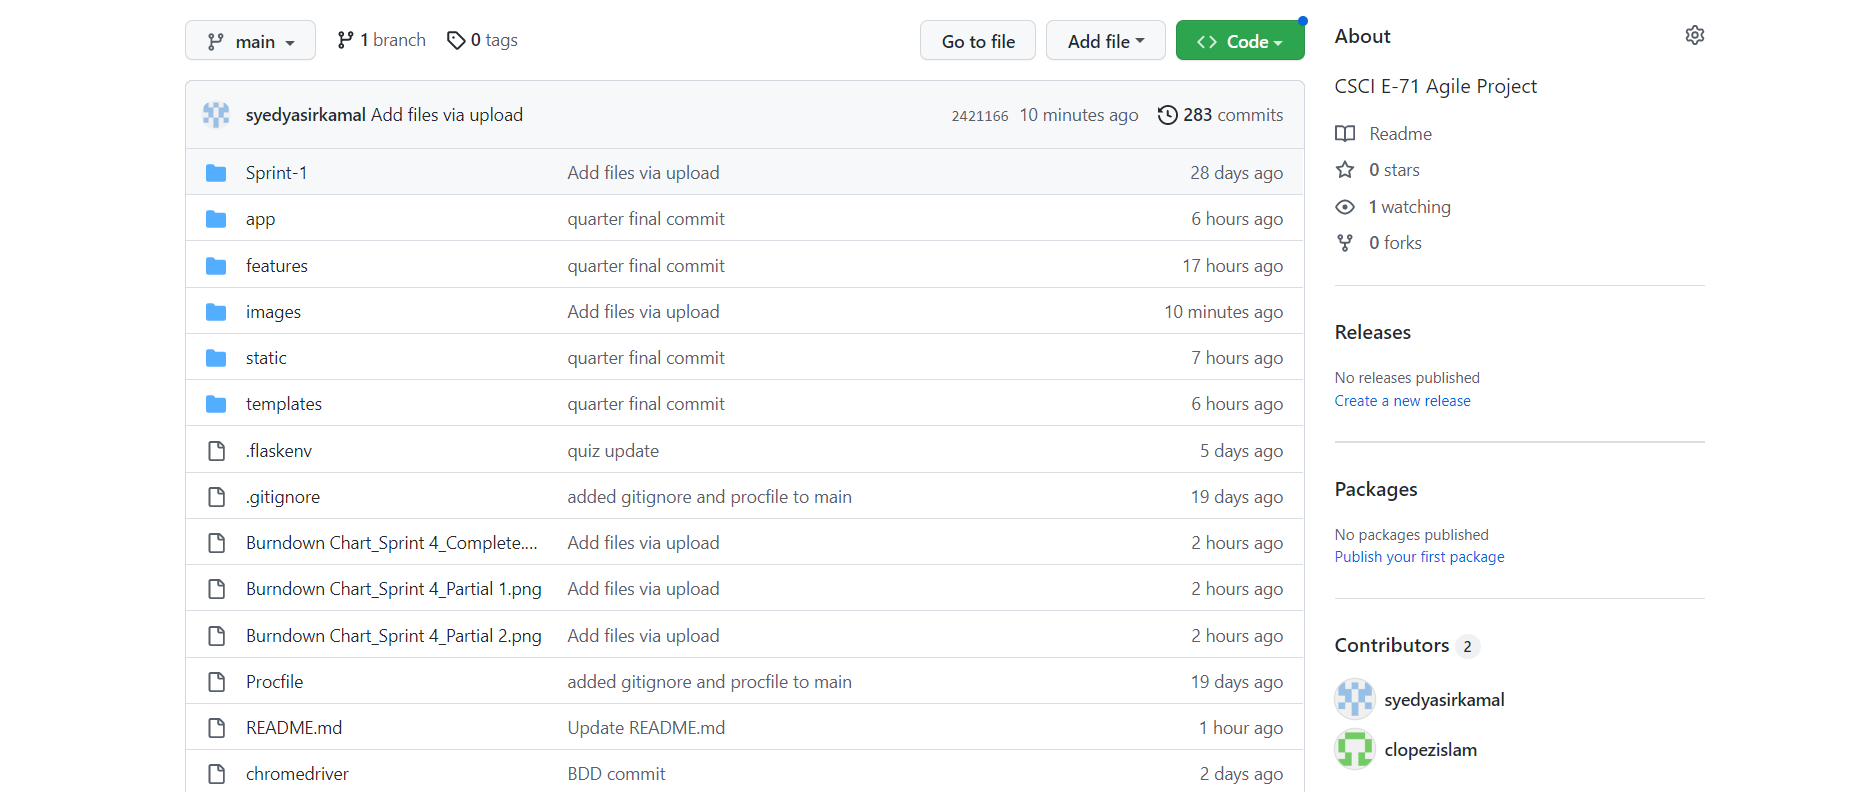 main 1 branch 0 tags Go to file Add file Code
syedyasirkamal Add files via upload 2421166 10 minutes ago 283 commits
Sprint-1 Add files via upload 28 days ago
app quarter final commit 6 hours ago
features quarter final commit 17 hours ago
images Add files via upload 10 minutes ago
static quarter final commit 7 hours ago
templates quarter final commit 6 hours ago
.flaskenv quiz update 5 days ago
.gitignore added gitignore and procfile to main 19 days ago
Burndown Chart_Sprint 4_Complete.... Add files via upload 2 hours ago
Burndown Chart_Sprint 4_Partial 1.png Add files via upload 2 hours ago
Burndown Chart_Sprint 4_Partial 2.png Add files via upload 2 hours ago
Procfile added gitignore and procfile to main 19 days ago
README.md Update README.md 1 hour ago
chromedriver BDD commit 2 days ago
About
CSCI E-71 Agile Project
Readme
0 stars
1 watching
0 forks
Releases
No releases published
Create a new release
Packages
No packages published
Publish your first package
Contributors 2
syedyasirkamal
clopezislam